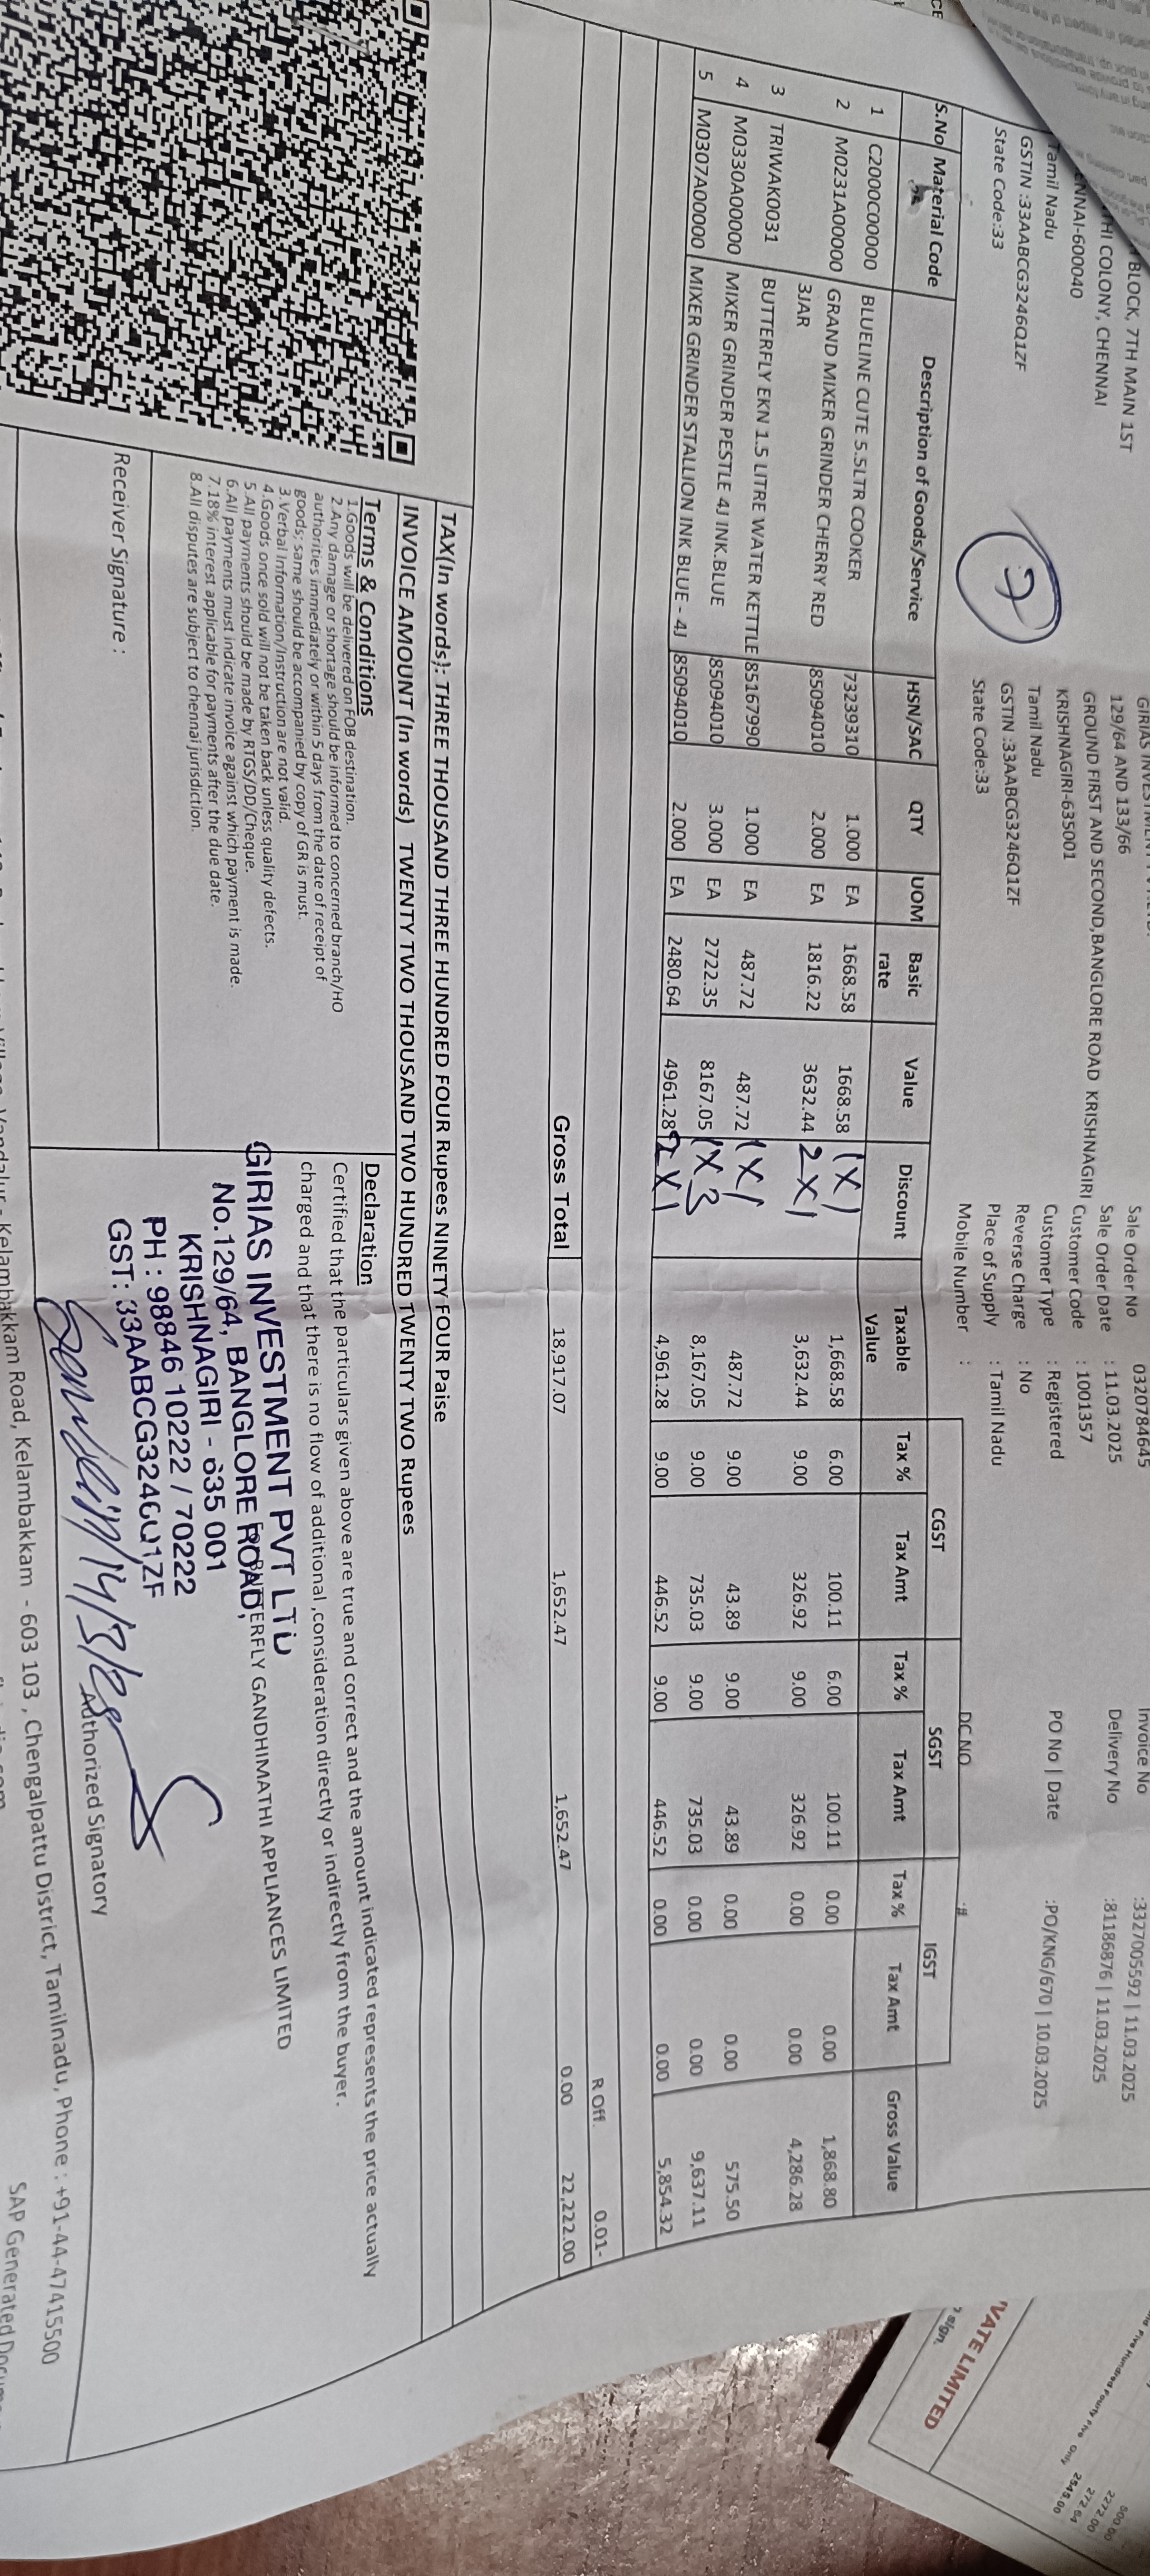 BLOCK, 7TH MAIN 1ST
HI COLONY, CHENNAI
ENNAI-600040
Tamil Nadu
GSTIN :33AABCG3246Q1ZF
State Code:33
7
129/64 AND 133/66
GROUND FIRST AND SECOND,BANGLORE ROAD KRISHNAGIRI
KRISHNAGIRI-635001
Tamil Nadu
GSTIN :33AABCG3246Q1ZF
State Code:33
Sale Order No 0320784645
Sale Order Date : 11.03.2025
Customer Code : 1001357
Customer Type : Registered
Reverse Charge : No
Place of Supply : Tamil Nadu
Mobile Number :
Invoice No :3327005592 | 11.03.2025
Delivery No :81186876 | 11.03.2025
PO No | Date :PO/KNG/670 | 10.03.2025
DC NO :#
S.No Material Code Description of Goods/Service HSN/SAC QTY UOM Basic rate Value Discount Taxable Value CGST Tax % Tax Amt SGST Tax % Tax Amt IGST Tax % Tax Amt Gross Value
1 C2000C00000 BLUELINE CUTE 5.5LTR COOKER 73239310 1.000 EA 1668.58 1668.58 1X1 1,668.58 6.00 100.11 6.00 100.11 0.00 0.00 1,868.80
2 M0231A00000 GRAND MIXER GRINDER CHERRY RED 85094010 2.000 EA 1816.22 3632.44 2X1 3,632.44 9.00 326.92 9.00 326.92 0.00 0.00 4,286.28
3JAR
3 TRIWAK0031 BUTTERFLY EKN 1.5 LITRE WATER KETTLE 85167990 1.000 EA 487.72 487.72 1X1 487.72 9.00 43.89 9.00 43.89 0.00 0.00 575.50
4 M0330A00000 MIXER GRINDER PESTLE 4J INK.BLUE 85094010 3.000 EA 2722.35 8167.05 1X3 8,167.05 9.00 735.03 9.00 735.03 0.00 0.00 9,637.11
5 M0307A00000 MIXER GRINDER STALLION INK BLUE - 4J 85094010 2.000 EA 2480.64 4961.28 2X1 4,961.28 9.00 446.52 9.00 446.52 0.00 0.00 5,854.32
R Off. 0.01-
Gross Total 18,917.07 1,652.47 1,652.47 0.00 22,222.00
TAX(In words): THREE THOUSAND THREE HUNDRED FOUR Rupees NINETY FOUR Paise
INVOICE AMOUNT (In words) TWENTY TWO THOUSAND TWO HUNDRED TWENTY TWO Rupees
Terms & Conditions
1.Goods will be delivered on FOB destination.
2.Any damage or shortage should be informed to concerned branch/HO
authorities immediately or within 5 days from the date of receipt of
goods; same should be accompanied by copy of GR is must.
3.Verbal Information/Instruction are not valid.
4.Goods once sold will not be taken back unless quality defects.
5.All payments should be made by RTGS/DD/Cheque.
6.All payments must indicate invoice against which payment is made.
7.18% interest applicable for payments after the due date.
8.All disputes are subject to chennai jurisdiction.
Receiver Signature :
Declaration
Certified that the particulars given above are true and correct and the amount indicated represents the price actually
charged and that there is no flow of additional ,consideration directly or indirectly from the buyer.
For BUTTERFLY GANDHIMATHI APPLIANCES LIMITED
GIRIAS INVESTMENT PVT LTD
No.129/64, BANGLORE ROAD,
KRISHNAGIRI - 635 001
PH : 98846 10222 / 70222
GST: 33AABCG3246Q1ZF
14/3/25
Authorized Signatory
Kelambakkam Road, Kelambakkam - 603 103 , Chengalpattu District, Tamilnadu, Phone : +91-44-47415500
SAP Generated
VATE LIMITED
sign.
Five Hundred Fourty Five Only 2545.00
2272.00